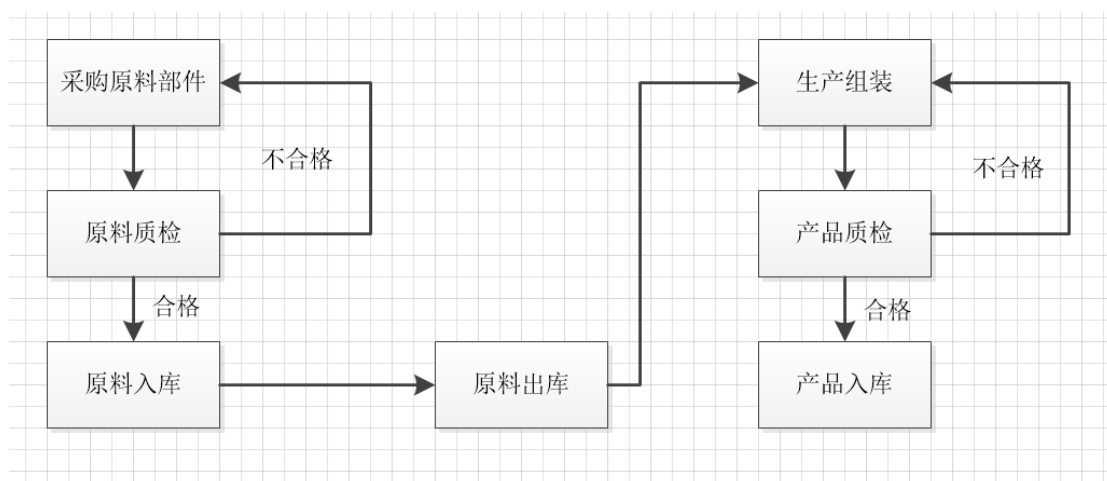 采购原料部件
不合格
原料质检
合格
原料入库
原料出库
生产组装
不合格
产品质检
合格
产品入库